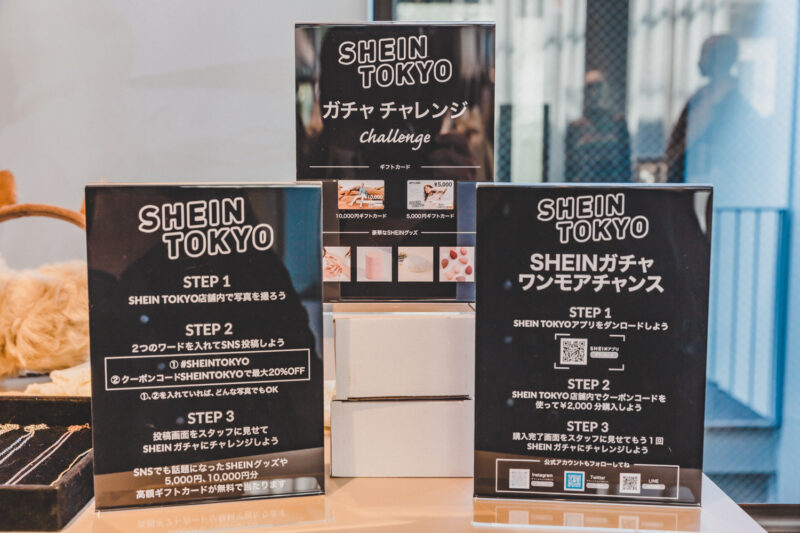 SHEIN
TOKYO
ガチャ チャレンジ
Challenge
ギフトカード
¥5,000
10,000円ギフトカード
5,000円ギフトカード
豪華なSHEINグッズ
SHEIN
TOKYO
STEP 1
SHEIN TOKYO店舗内で写真を撮ろう
STEP 2
2つのワードを入れてSNS投稿しよう
① #SHEINTOKYO
② クーポンコードSHEINTOKYOで最大20%OFF
①、②を入れていれば、どんな写真でもOK
STEP 3
投稿画面をスタッフに見せて
SHEIN ガチャにチャレンジしよう
SNSでも話題になったSHEINグッズや
5,000円、10,000円分
高額ギフトカードが無料で当たります
SHEIN
TOKYO
SHEINガチャ
ワンモアチャンス
STEP 1
SHEIN TOKYOアプリをダンロードしよう
SHEINアプリ
STEP 2
SHEIN TOKYO店舗内でクーポンコードを
使って¥2,000 分購入しよう
STEP 3
購入完了画面をスタッフに見せてもう1回
SHEIN ガチャにチャレンジしよう
公式アカウントもフォローしてね
Instagram
Twitter
LINE